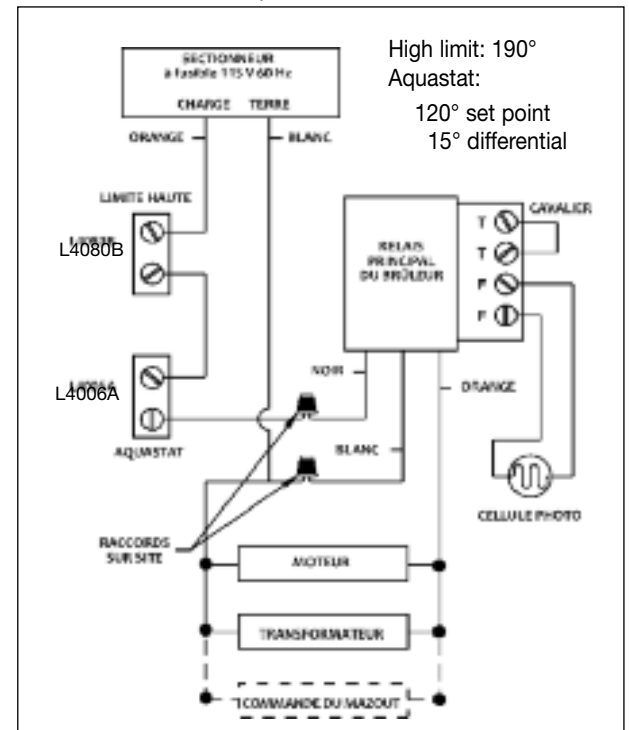 SECTIONNEUR
à fusible 115 V 60 Hz
CHARGE TERRE
High limit: 190°
Aquastat:
120° set point
15° differential
ORANGE
BLANC
LIMITE HAUTE
L4080B
CAVALIER
T
T
F
F
RELAIS
PRINCIPAL
DU BRÛLEUR
L4006A
AQUASTAT
NOIR
ORANGE
BLANC
CELLULE PHOTO
RACCORDS
SUR SITE
MOTEUR
TRANSFORMATEUR
COMMANDE DU MAZOUT